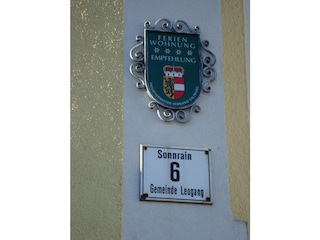 FERIEN
WOHNUNG
EMPFEHLUNG
Sonnrain
6
Gemeinde Leogang